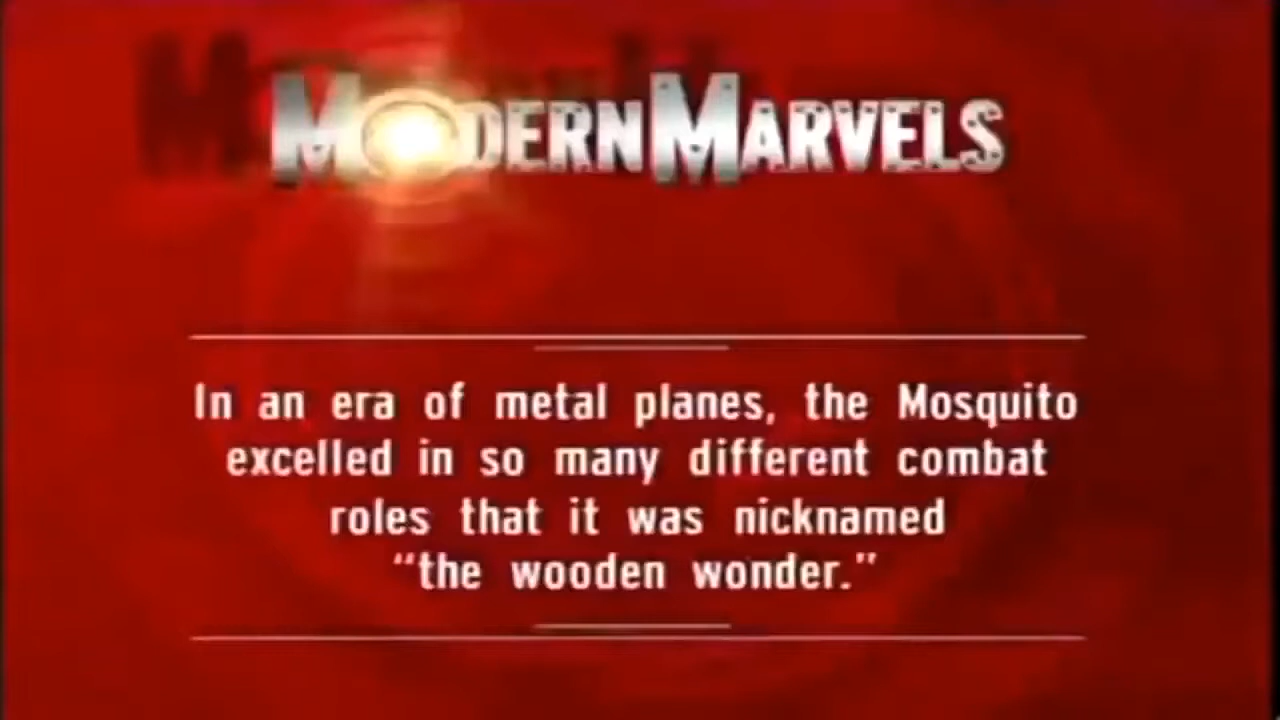 MODERN MARVELS
In an era of metal planes, the Mosquito
excelled in so many different combat
roles that it was nicknamed
“the wooden wonder.”